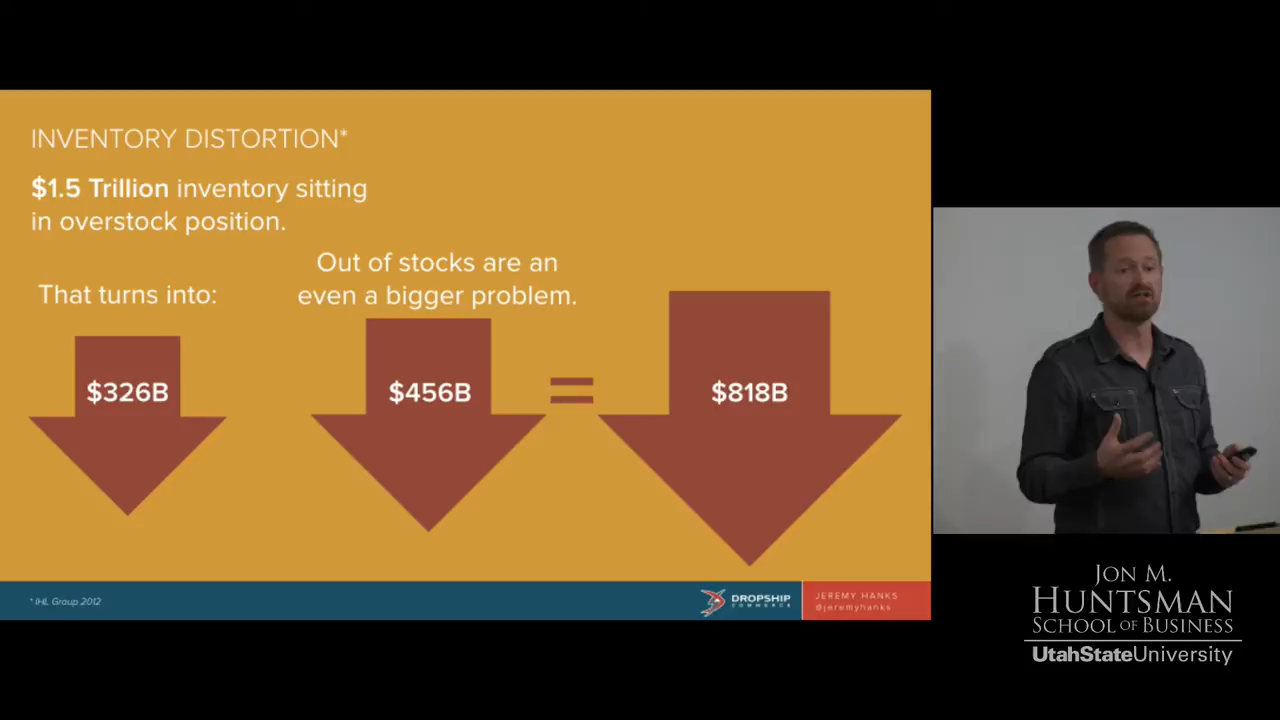 INVENTORY DISTORTION*
$1.5 Trillion inventory sitting
in overstock position.
That turns into:
Out of stocks are an
even a bigger problem.
$326B
$456B
=
$818B
* IHL Group 2012
DROPSHIP
COMMERCE
JEREMY HANKS
@jeremyhanks
JON M.
HUNTSMAN
SCHOOL OF BUSINESS
UtahStateUniversity